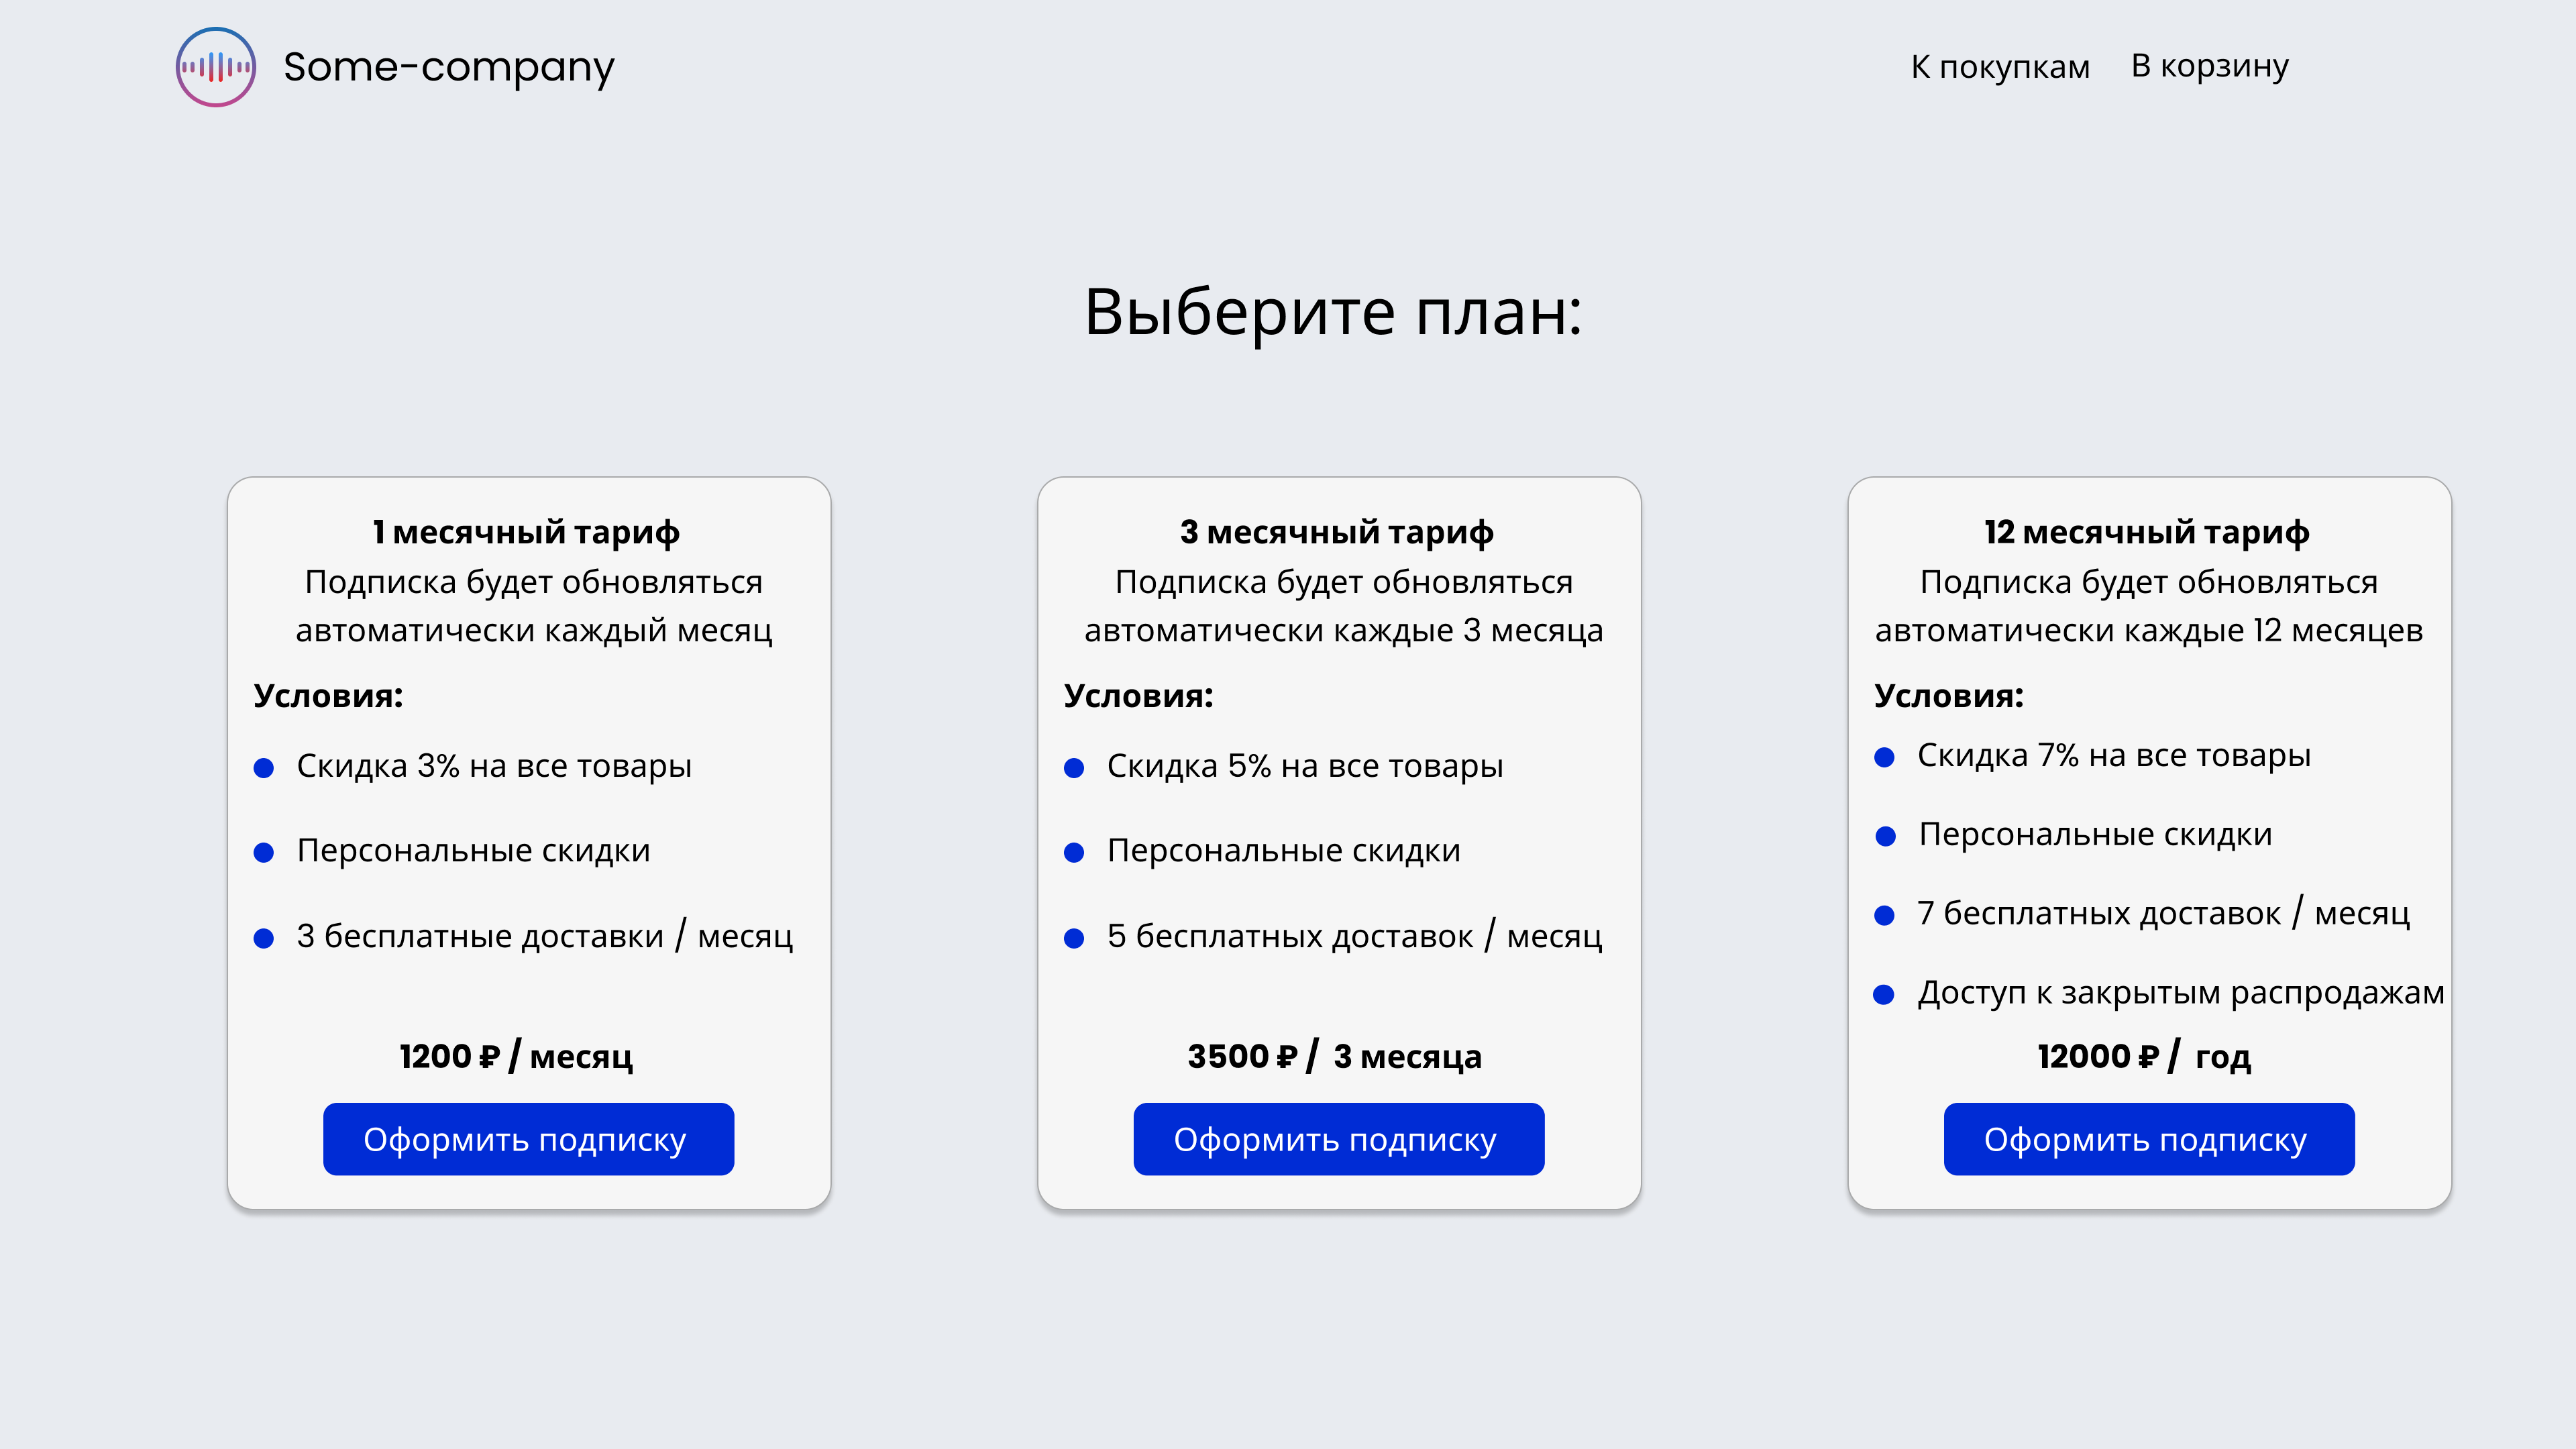 Some-company
К покупкам
В корзину
Выберите план:
1 месячный тариф
Подписка будет обновляться
автоматически каждый месяц
Условия:
Скидка 3% на все товары
Персональные скидки
3 бесплатные доставки / месяц
1200 ₽ / месяц
Оформить подписку
3 месячный тариф
Подписка будет обновляться
автоматически каждые 3 месяца
Условия:
Скидка 5% на все товары
Персональные скидки
5 бесплатных доставок / месяц
3500 ₽ / 3 месяца
Оформить подписку
12 месячный тариф
Подписка будет обновляться
автоматически каждые 12 месяцев
Условия:
Скидка 7% на все товары
Персональные скидки
7 бесплатных доставок / месяц
Доступ к закрытым распродажам
12000 ₽ / год
Оформить подписку